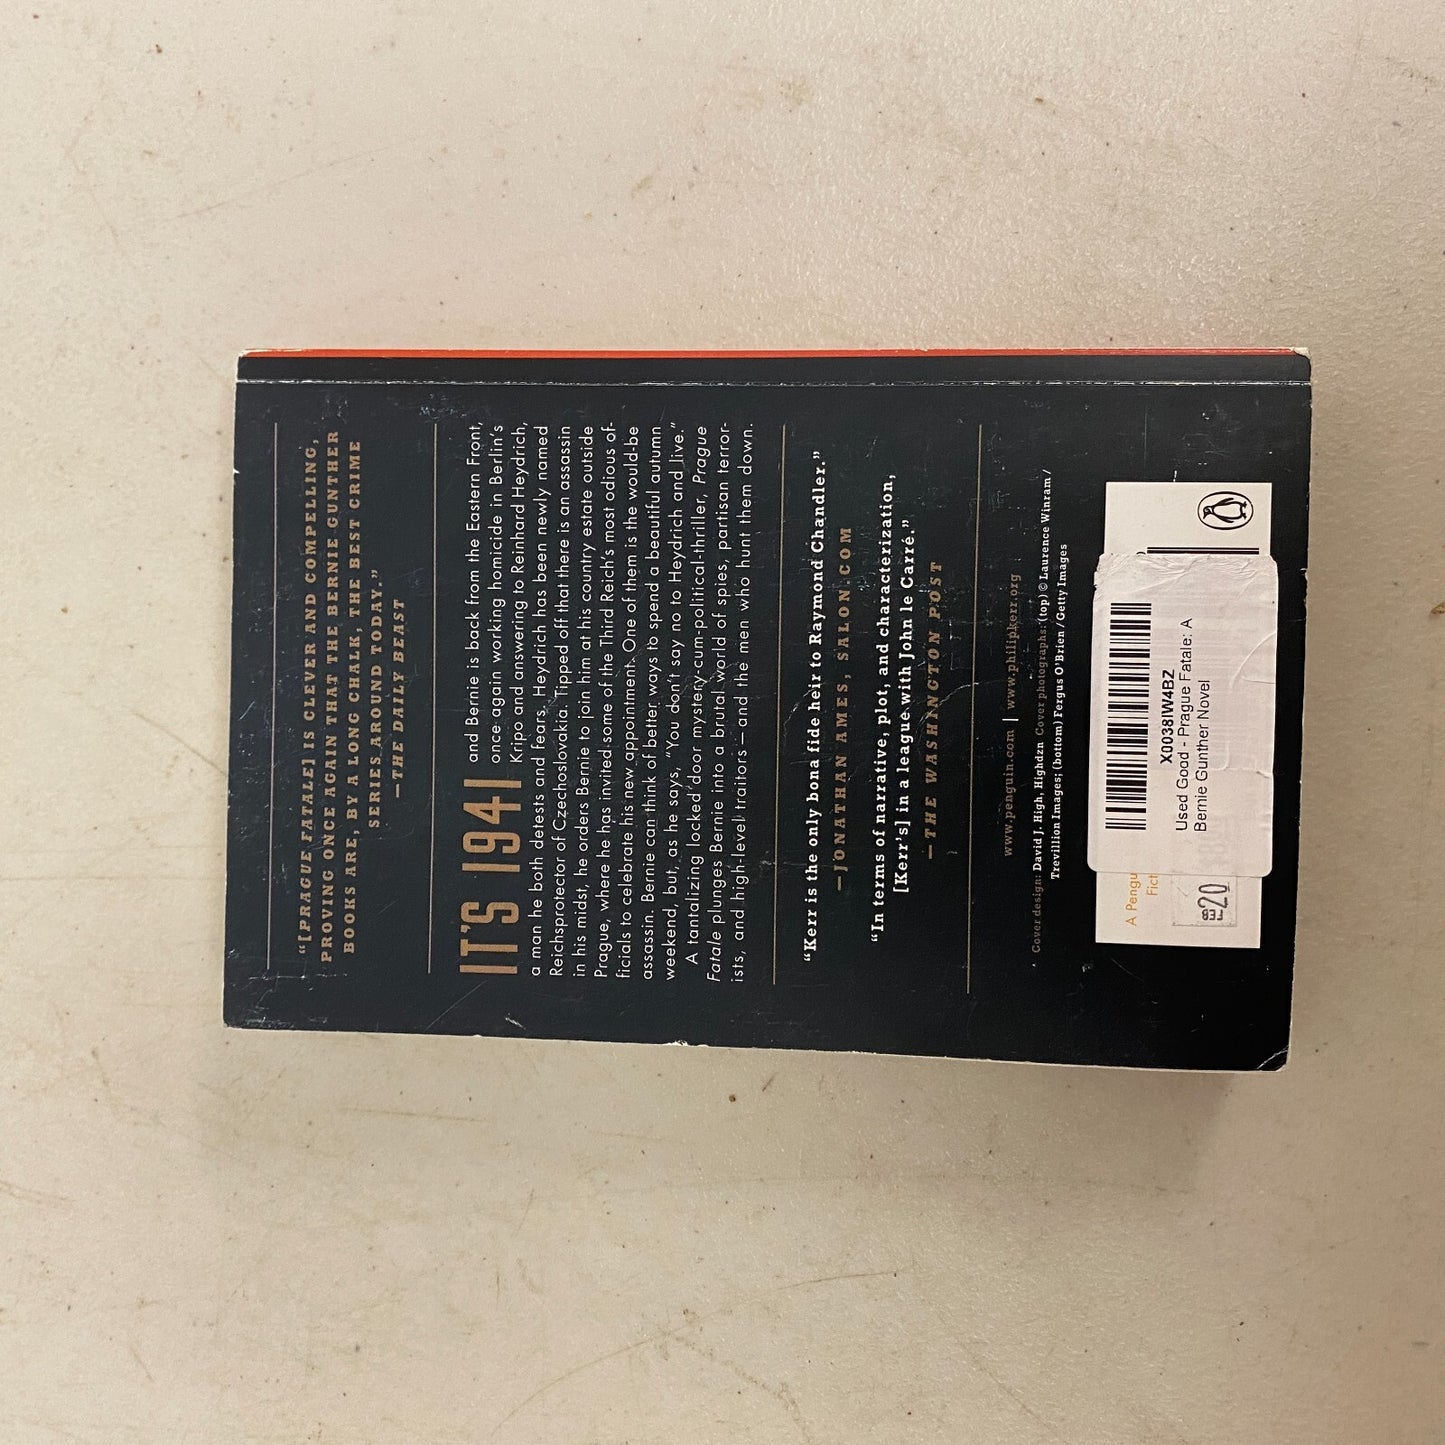 “[PRAGUE FATALE] IS CLEVER AND COMPELLING,
PROVING ONCE AGAIN THAT THE BERNIE GUNTHER
BOOKS ARE, BY A LONG CHALK, THE BEST CRIME
SERIES AROUND TODAY.”
—THE DAILY BEAST
IT'S 1941 and Bernie is back from the Eastern Front,
once again working homicide in Berlin's
Kripo and answering to Reinhard Heydrich,
a man he both detests and fears. Heydrich has been newly named
Reichsprotector of Czechoslovakia. Tipped off that there is an assassin
in his midst, he orders Bernie to join him at his country estate outside
Prague, where he has invited some of the Third Reich's most odious of-
ficials to celebrate his new appointment. One of them is the would-be
assassin. Bernie can think of better ways to spend a beautiful autumn
weekend, but, as he says, “You don't say no to Heydrich and live.”
A tantalizing locked door mystery-cum-political-thriller, Prague
Fatale plunges Bernie into a brutal world of spies, partisan terror-
ists, and high-level traitors—and the men who hunt them down.
“Kerr is the only bona fide heir to Raymond Chandler.”
—JONATHAN AMES, SALON.COM
“In terms of narrative, plot, and characterization,
[Kerr's] in a league with John le Carré.”
—THE WASHINGTON POST
www.penguin.com | www.philipkerr.org
Cover design: David J. High, Highdzn Cover photographs: (top) © Laurence Winram /
Trevillion Images; (bottom) Fergus O'Brien / Getty Images
A Pengu
Fict
FEB 20
X0038IW4BZ
Used Good - Prague Fatale: A
Bernie Gunther Novel